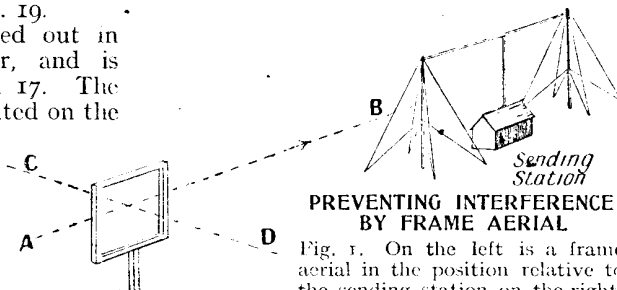 . 19.
ed out in
r, and is
17. The
ted on the
B
C
A
D
Sending
Station
PREVENTING INTERFERENCE
BY FRAME AERIAL
Fig. 1. On the left is a frame
aerial in the position relative to
the sending station on the right